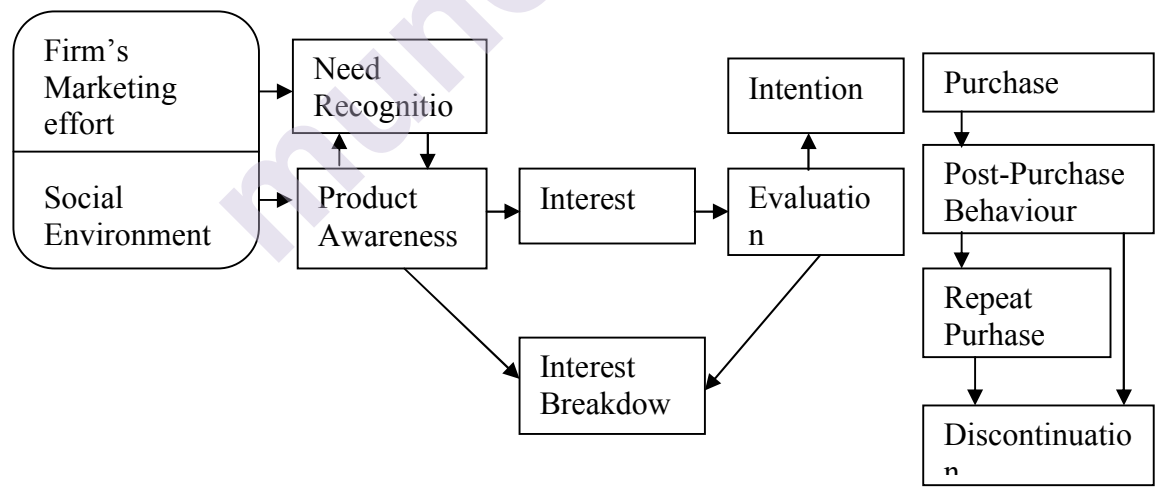 Firm's
Marketing
effort
Social
Environment
Need
Recognitio
Product
Awareness
Interest
Interest
Breakdow
Intention
Evaluatio
n
Purchase
Post-Purchase
Behaviour
Repeat
Purhase
Discontinuatio
n